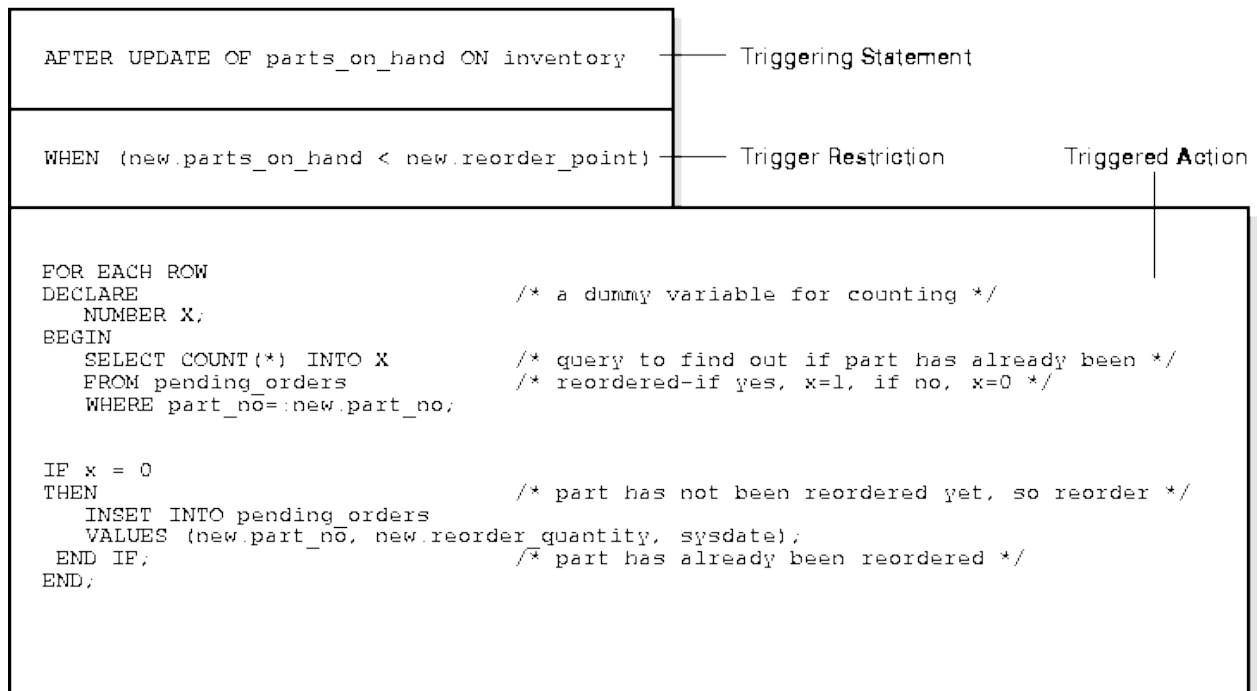 AFTER UPDATE OF parts_on_hand ON inventory
Triggering Statement
WHEN (new.parts_on_hand < new.reorder_point)
Trigger Restriction
Triggered Action
FOR EACH ROW
DECLARE /* a dummy variable for counting */
NUMBER X;
BEGIN
SELECT COUNT(*) INTO X /* query to find out if part has already been */
FROM pending_orders /* reordered-if yes, x=1, if no, x=0 */
WHERE part_no=:new.part_no;
IF x = 0
THEN /* part has not been reordered yet, so reorder */
INSET INTO pending_orders
VALUES (new.part_no, new.reorder_quantity, sysdate);
END IF; /* part has already been reordered */
END;